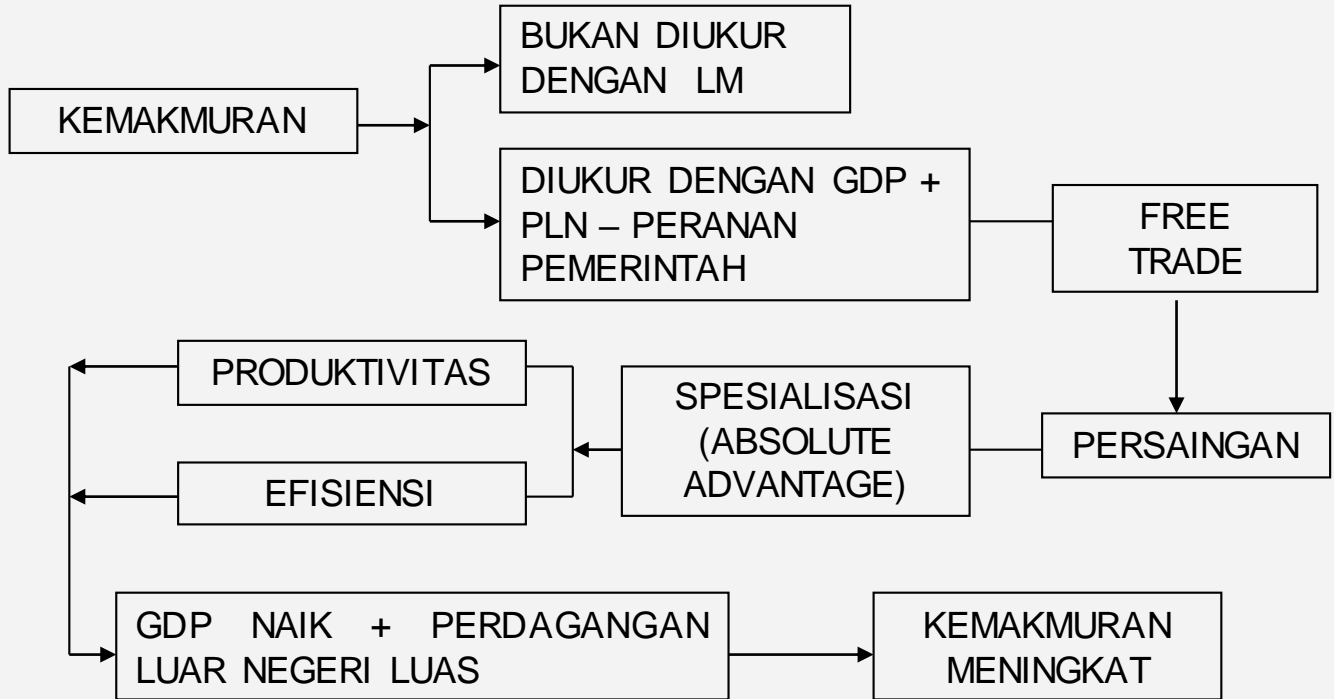 BUKAN DIUKUR
DENGAN LM
KEMAKMURAN
DIUKUR DENGAN GDP +
PLN – PERANAN
PEMERINTAH
FREE
TRADE
PRODUKTIVITAS
SPESIALISASI
(ABSOLUTE
ADVANTAGE)
PERSAINGAN
EFISIENSI
GDP NAIK + PERDAGANGAN
LUAR NEGERI LUAS
KEMAKMURAN
MENINGKAT